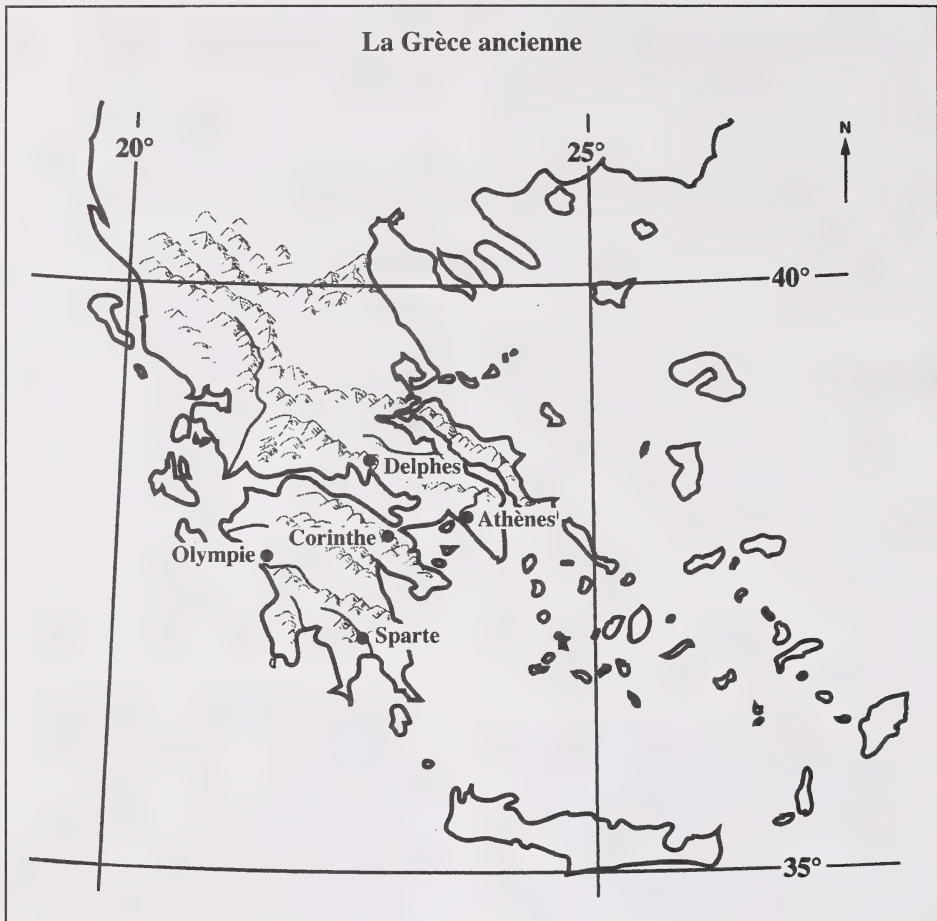 La Grèce ancienne
N
20°
25°
40°
Delphes
Athènes
Corinthe
Olympie
Sparte
35°